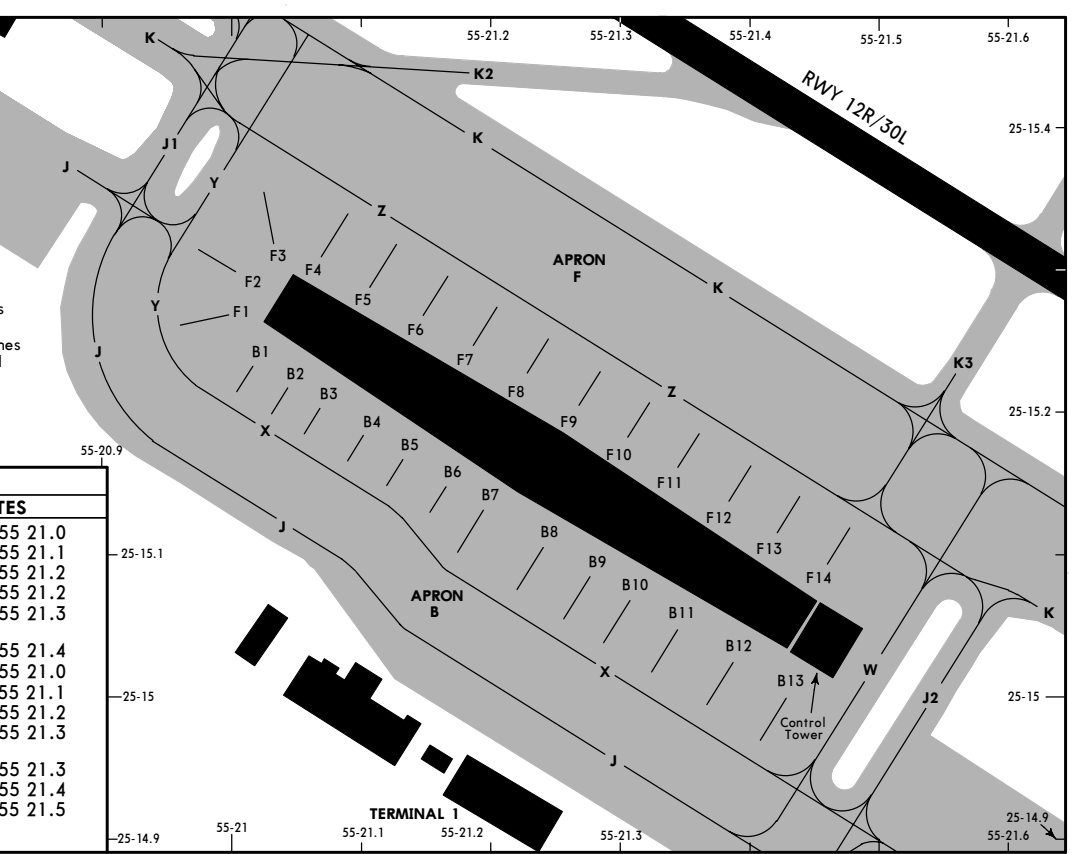 K
55-21.2
55-21.3
55-21.4
55-21.5
55-21.6
K2
RWY 12R/30L
25-15.4
K
J1
J
Y
Z
F3
APRON
F
F4
F2
F5
K
Y
F1
s
F6
nes
J
B1
F7
K3
B2
B3
F8
Z
25-15.2
B4
F9
X
B5
F10
55-20.9
B6
F11
B7
TES
F12
55 21.0
J
B8
F13
55 21.1
25-15.1
B9
F14
55 21.2
B10
55 21.2
APRON
B
B11
K
55 21.3
B12
55 21.4
X
W
55 21.0
B13
55 21.1
25-15
J2
25-15
55 21.2
Control
Tower
55 21.3
J
55 21.3
55 21.4
55 21.5
TERMINAL 1
25-14.9
25-14.9
55-21
55-21.1
55-21.2
55-21.3
55-21.6